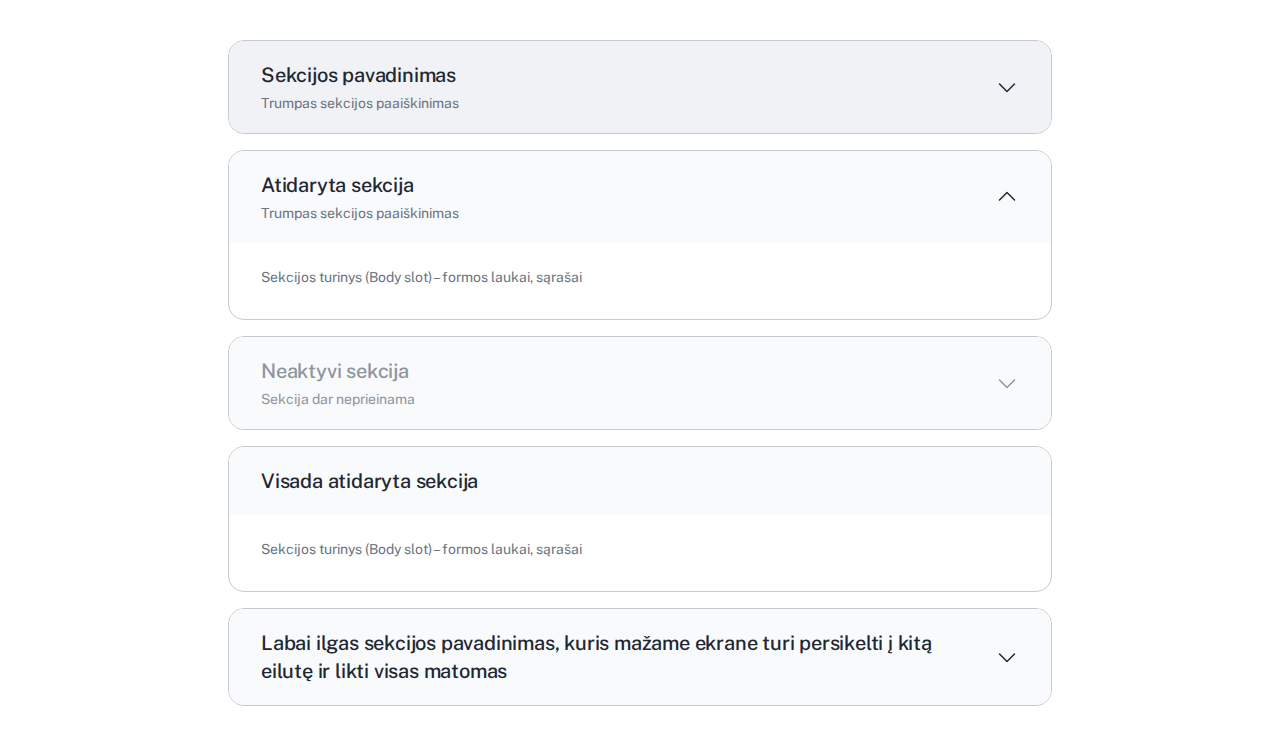 Sekcijos pavadinimas
Trumpas sekcijos paaiškinimas
Atidaryta sekcija
Trumpas sekcijos paaiškinimas
Sekcijos turinys (Body slot) – formos laukai, sąrašai
Neaktyvi sekcija
Sekcija dar neprieinama
Visada atidaryta sekcija
Sekcijos turinys (Body slot) – formos laukai, sąrašai
Labai ilgas sekcijos pavadinimas, kuris mažame ekrane turi persikelti į kitą
eilutę ir likti visas matomas